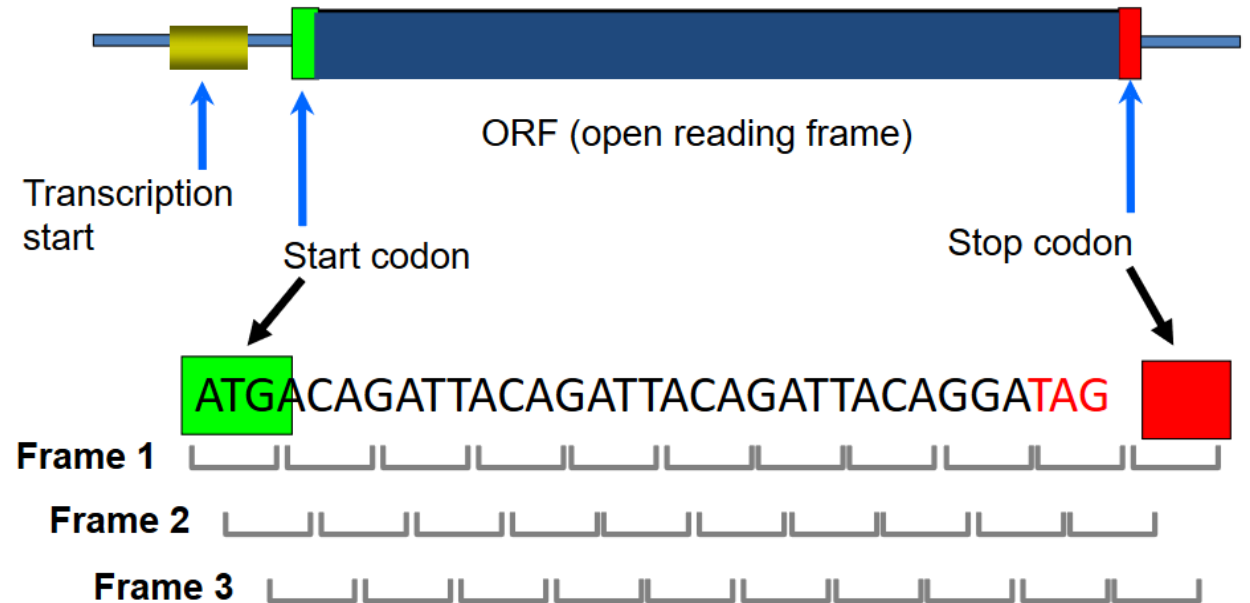 ORF (open reading frame)
Transcription
start
Start codon
Stop codon
ATGACAGATTACAGATTACAGATTACAGGATAG
Frame 1
Frame 2
Frame 3